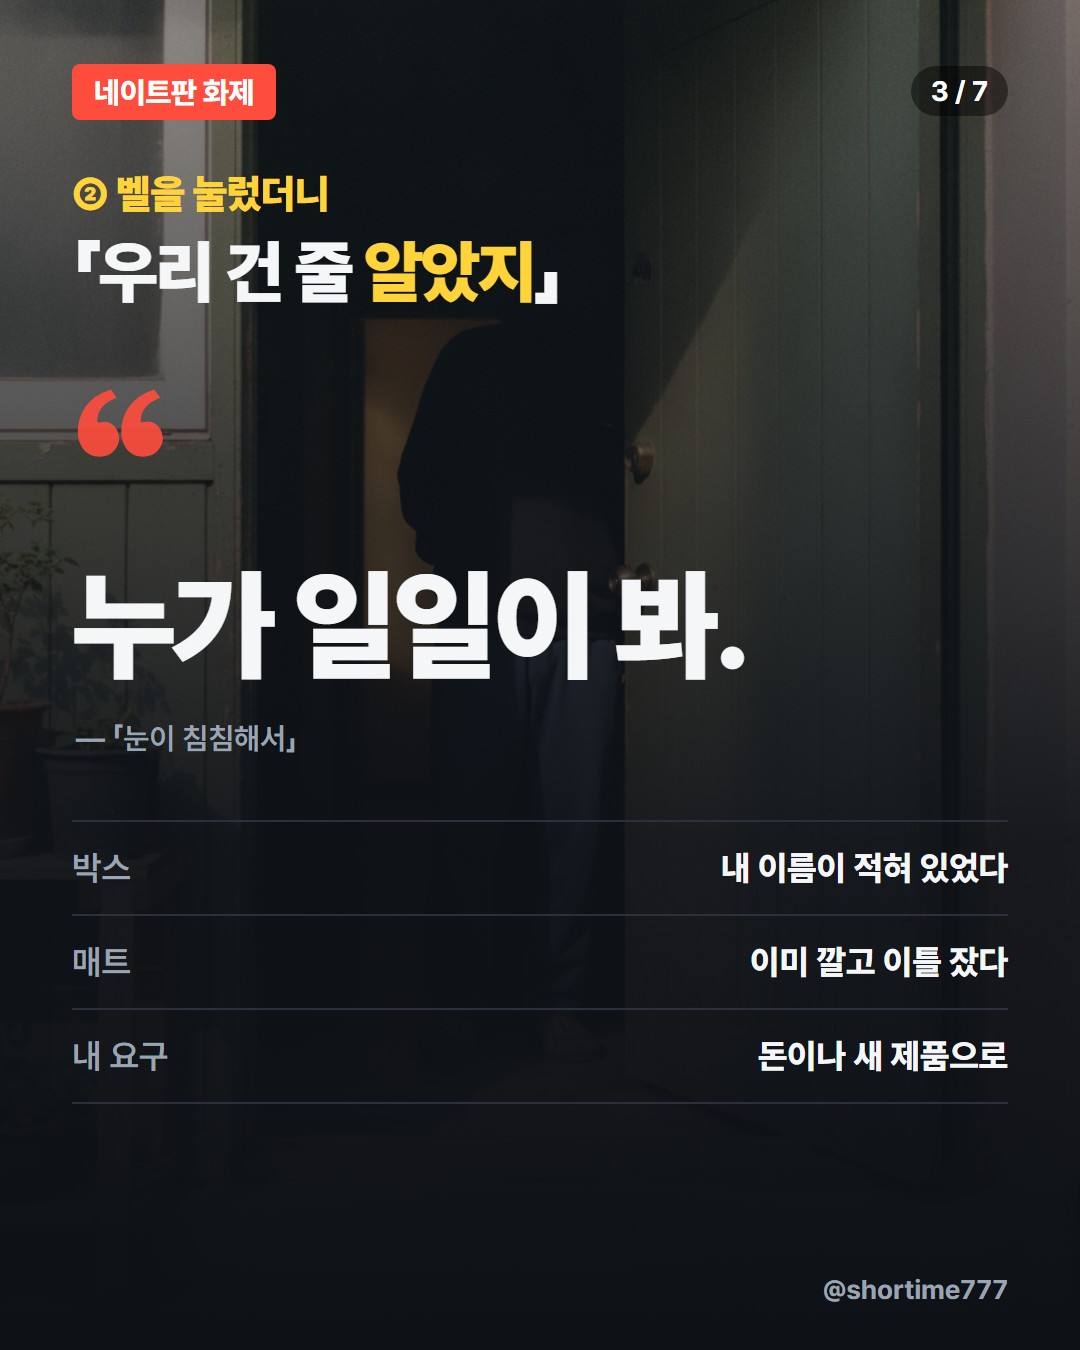 네이트판 화제
3 / 7
② 벨을 눌렀더니
「우리 건 줄 알았지」
“
누가 일일이 봐.
— 「눈이 침침해서」
박스 내 이름이 적혀 있었다
매트 이미 깔고 이틀 잤다
내 요구 돈이나 새 제품으로
@shortime777